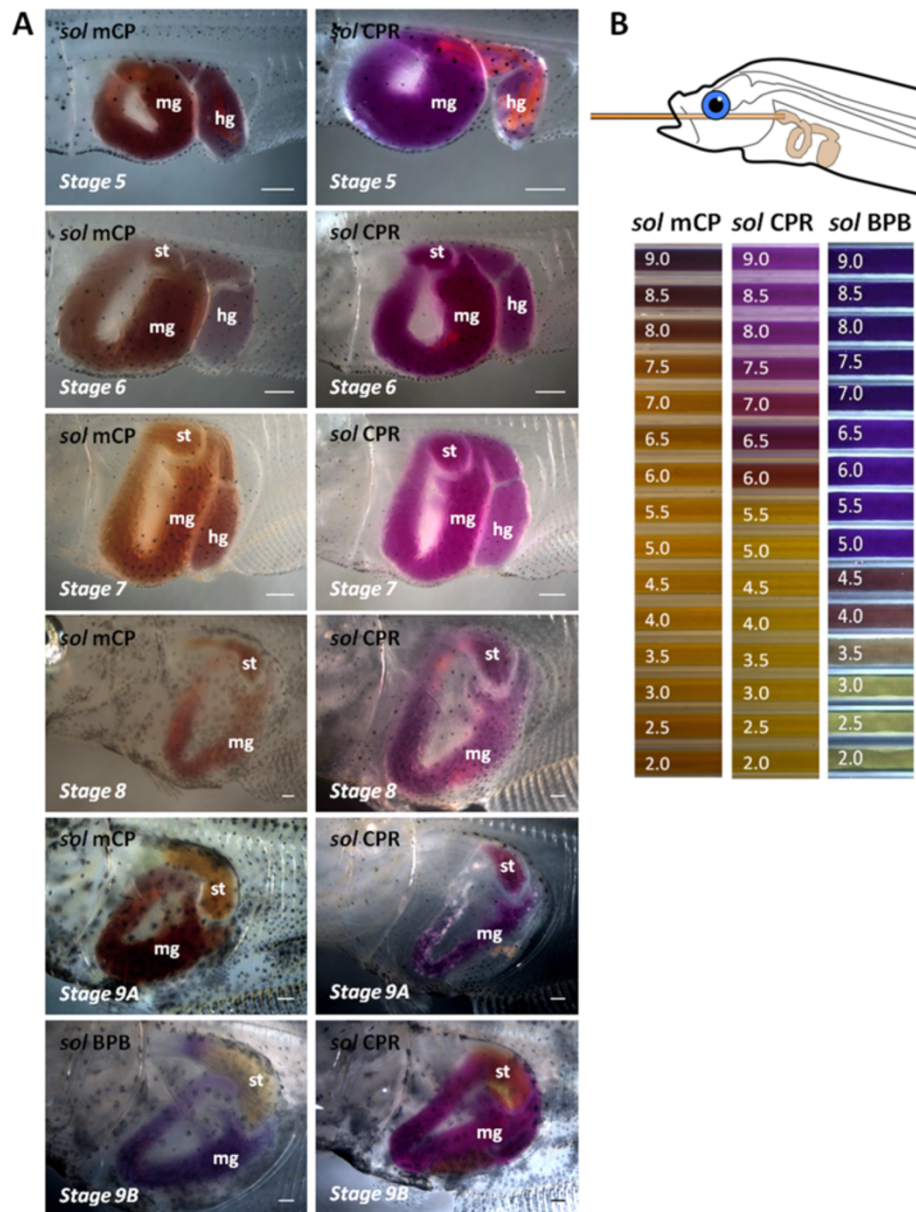 A
sol mCP
mg
hg
Stage 5
sol CPR
mg
hg
Stage 5
sol mCP
st
mg
hg
Stage 6
sol CPR
st
mg
hg
Stage 6
sol mCP
st
mg
hg
Stage 7
sol CPR
st
mg
hg
Stage 7
sol mCP
st
mg
Stage 8
sol CPR
st
mg
Stage 8
sol mCP
st
mg
Stage 9A
sol CPR
st
mg
Stage 9A
sol BPB
st
mg
Stage 9B
sol CPR
st
mg
Stage 9B
B
sol mCP sol CPR sol BPB
9.0 9.0 9.0
8.5 8.5 8.5
8.0 8.0 8.0
7.5 7.5 7.5
7.0 7.0 7.0
6.5 6.5 6.5
6.0 6.0 6.0
5.5 5.5 5.5
5.0 5.0 5.0
4.5 4.5 4.5
4.0 4.0 4.0
3.5 3.5 3.5
3.0 3.0 3.0
2.5 2.5 2.5
2.0 2.0 2.0